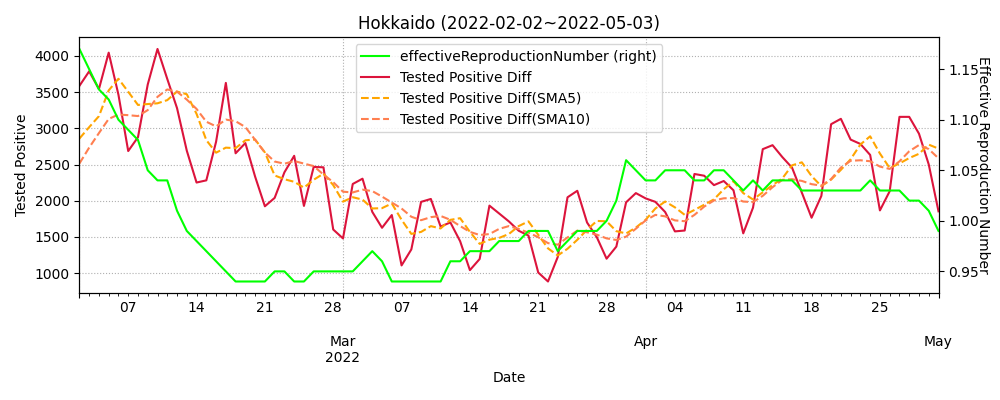 Hokkaido (2022-02-02~2022-05-03)
effectiveReproductionNumber (right)
Tested Positive Diff
Tested Positive Diff(SMA5)
Tested Positive Diff(SMA10)
Tested Positive
4000
3500
3000
2500
2000
1500
1000
Effective Reproduction Number
1.15
1.10
1.05
1.00
0.95
07 14 21 28 07 14 21 28 04 11 18 25
Mar Apr May
2022
Date